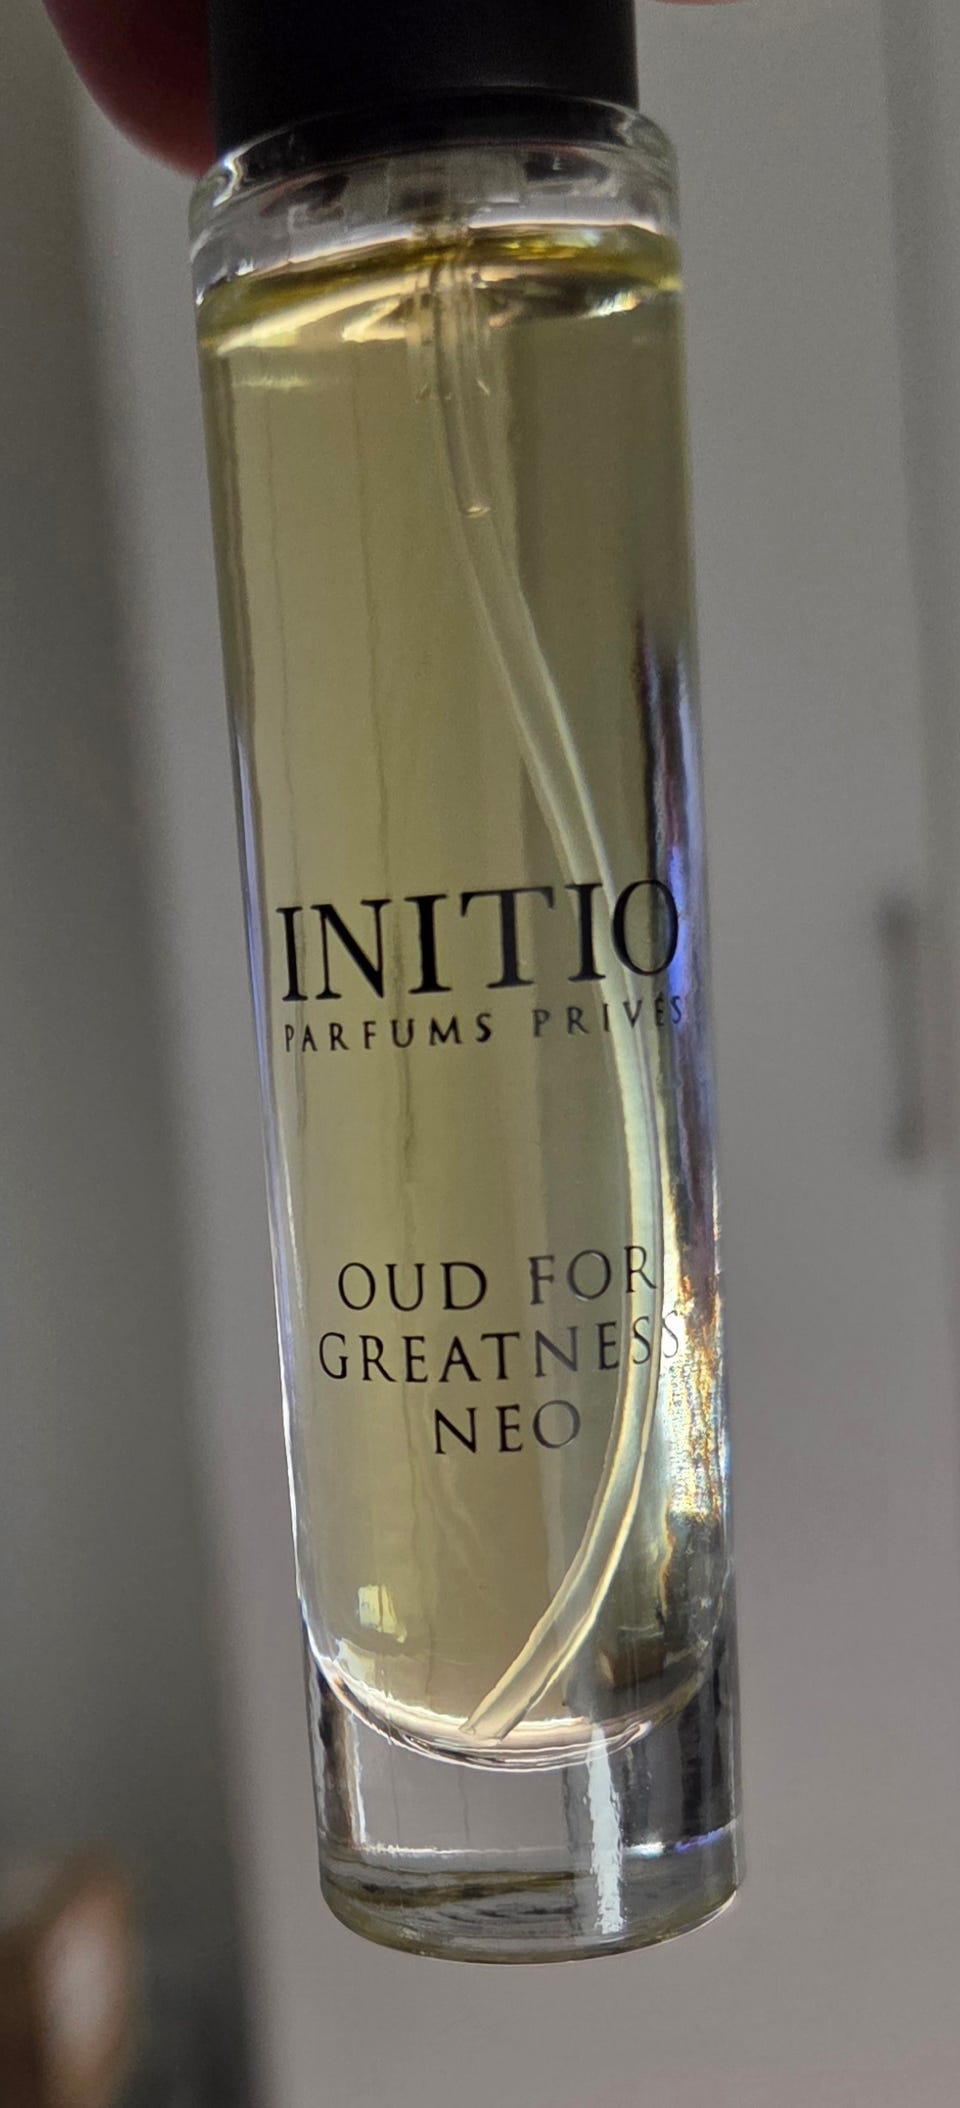 INITIO
PARFUMS PRIVÉS
OUD FOR
GREATNESS
NEO